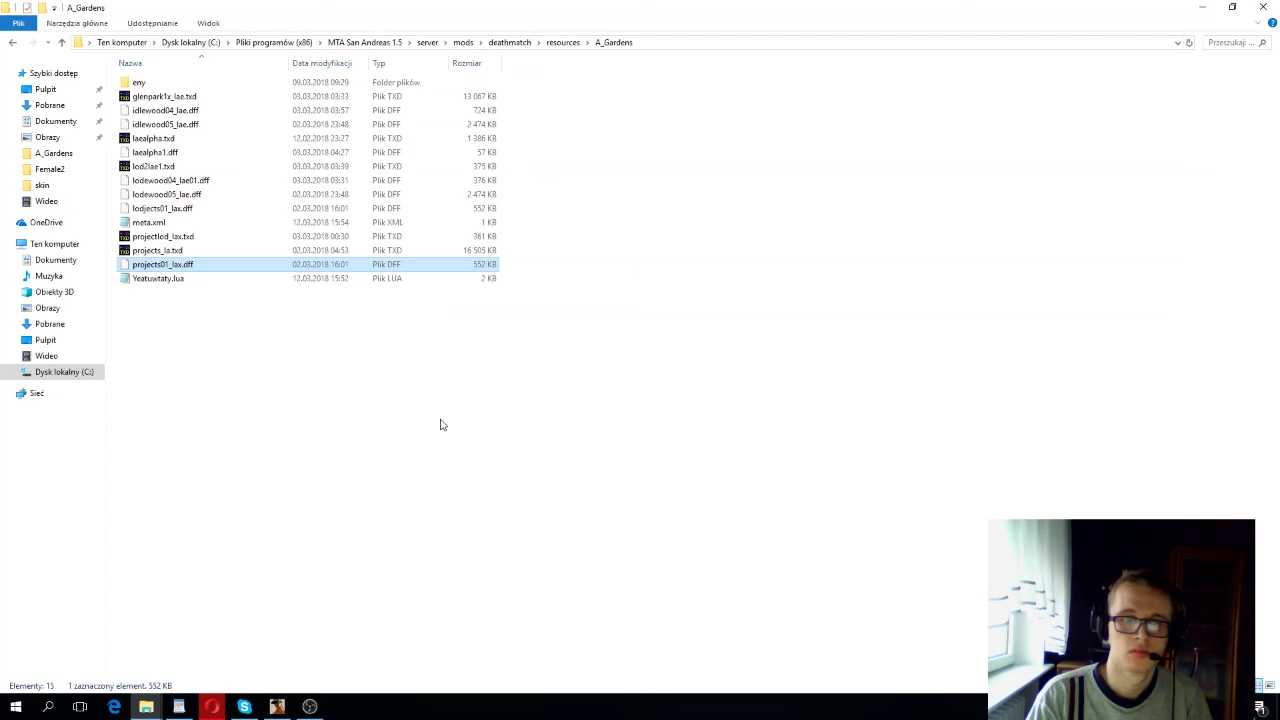 A_Gardens
Plik Narzędzia główne Udostępnianie Widok
Ten komputer Dysk lokalny (C:) Pliki programów (x86) MTA San Andreas 1.5 server mods deathmatch resources A_Gardens Przeszukaj: ...
Nazwa Data modyfikacji Typ Rozmiar
Szybki dostęp
Pulpit
Pobrane
Dokumenty
Obrazy
A_Gardens
Female2
skin
Wideo
OneDrive
Ten komputer
Dokumenty
Muzyka
Obiekty 3D
Obrazy
Pobrane
Pulpit
Wideo
Dysk lokalny (C:)
Sieć
eny 09.03.2018 09:29 Folder plików
glenpark1x_lae.txd 03.03.2018 03:33 Plik TXD 13 067 KB
idlewood04_lae.dff 03.03.2018 03:57 Plik DFF 724 KB
idlewood05_lae.dff 02.03.2018 23:48 Plik DFF 2 474 KB
laealpha.txd 12.02.2018 23:27 Plik TXD 1 386 KB
laealpha1.dff 03.03.2018 04:27 Plik DFF 57 KB
lod2lae1.txd 03.03.2018 03:39 Plik TXD 375 KB
lodewood04_lae01.dff 03.03.2018 03:31 Plik DFF 376 KB
lodewood05_lae.dff 02.03.2018 23:48 Plik DFF 2 474 KB
lodjects01_lax.dff 02.03.2018 16:01 Plik DFF 552 KB
meta.xml 12.03.2018 15:54 Plik XML 1 KB
projectlod_lax.txd 03.03.2018 00:30 Plik TXD 361 KB
projects_la.txd 02.03.2018 04:53 Plik TXD 16 505 KB
projects01_lax.dff 02.03.2018 16:01 Plik DFF 552 KB
Yeatuwtaty.lua 12.03.2018 15:52 Plik LUA 2 KB
Elementy: 15 1 zaznaczony element. 552 KB